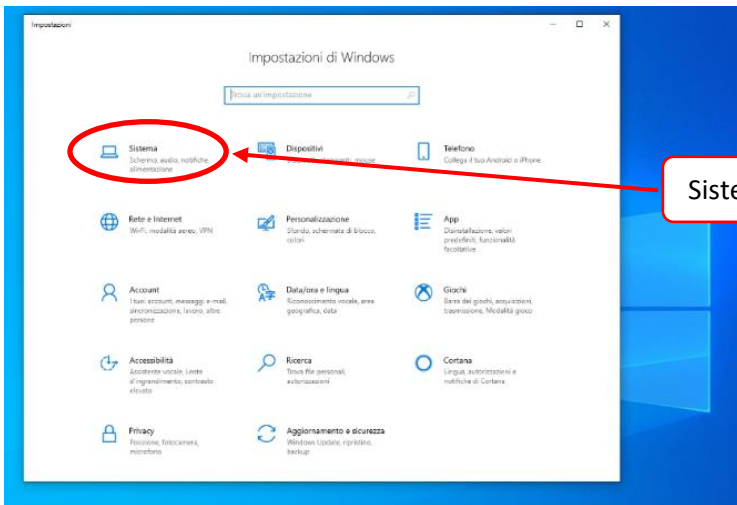 Impostazioni
Impostazioni di Windows
Trova un'impostazione
Sistema
Schermo, audio, notifiche,
alimentazione
Dispositivi
mouse
Telefono
Collega il tuo Android o iPhone
Siste
Rete e Internet
Wi-Fi, modalità aereo, VPN
Personalizzazione
Sfondo, schermata di blocco,
colori
App
Disinstallazione, valori
predefiniti, funzionalità
facoltative
Account
I tuoi account, messaggi e-mail,
sincronizzazione, lavoro, altre
persone
Data/ora e lingua
Riconoscimento vocale, area
geografica, data
Giochi
Barra dei giochi, acquisizioni,
trasmissione, Modalità gioco
Accessibilità
Assistente vocale, Lente
d'ingrandimento, contrasto
elevato
Ricerca
Trova file personali,
autorizzazioni
Cortana
Lingua, autorizzazioni e
notifiche di Cortana
Privacy
Posizione, fotocamera,
microfono
Aggiornamento e sicurezza
Windows Update, ripristino,
backup